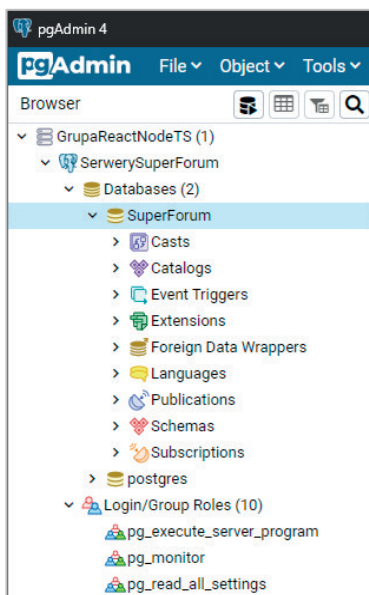 pgAdmin 4
pgAdmin File Object Tools
Browser
GrupaReactNodeTS (1)
SerwerySuperForum
Databases (2)
SuperForum
Casts
Catalogs
Event Triggers
Extensions
Foreign Data Wrappers
Languages
Publications
Schemas
Subscriptions
postgres
Login/Group Roles (10)
pg_execute_server_program
pg_monitor
pg_read_all_settings